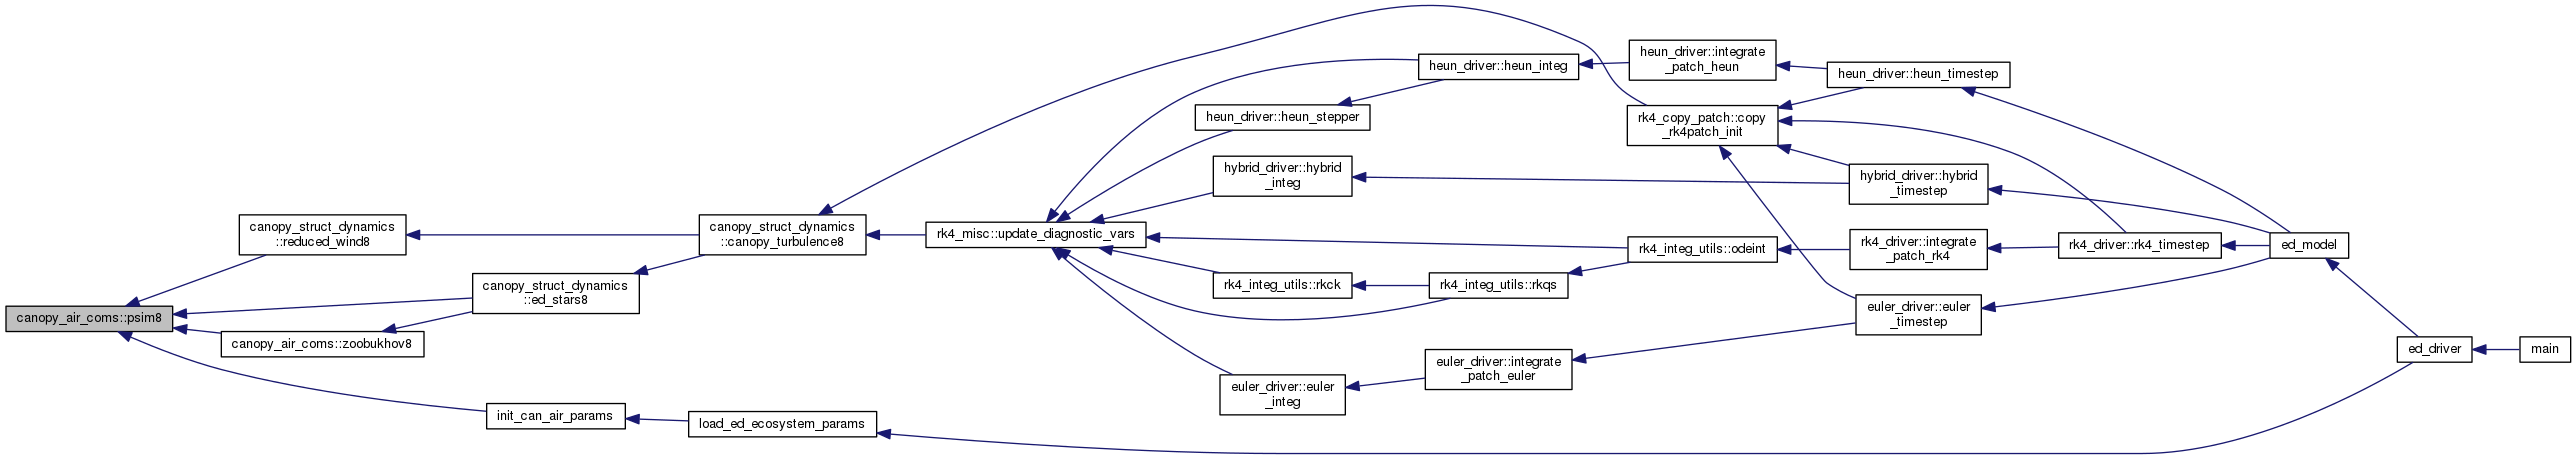 canopy_air_coms::psim8
canopy_struct_dynamics
::reduced_wind8
canopy_air_coms::zoobukhov8
canopy_struct_dynamics
::ed_stars8
init_can_air_params
canopy_struct_dynamics
::canopy_turbulence8
load_ed_ecosystem_params
rk4_misc::update_diagnostic_vars
heun_driver::heun_stepper
hybrid_driver::hybrid
_integ
rk4_integ_utils::rkck
euler_driver::euler
_integ
heun_driver::heun_integ
rk4_integ_utils::rkqs
euler_driver::integrate
_patch_euler
heun_driver::integrate
_patch_heun
rk4_copy_patch::copy
_rk4patch_init
rk4_integ_utils::odeint
heun_driver::heun_timestep
hybrid_driver::hybrid
_timestep
rk4_driver::integrate
_patch_rk4
euler_driver::euler
_timestep
rk4_driver::rk4_timestep
ed_model
ed_driver
main